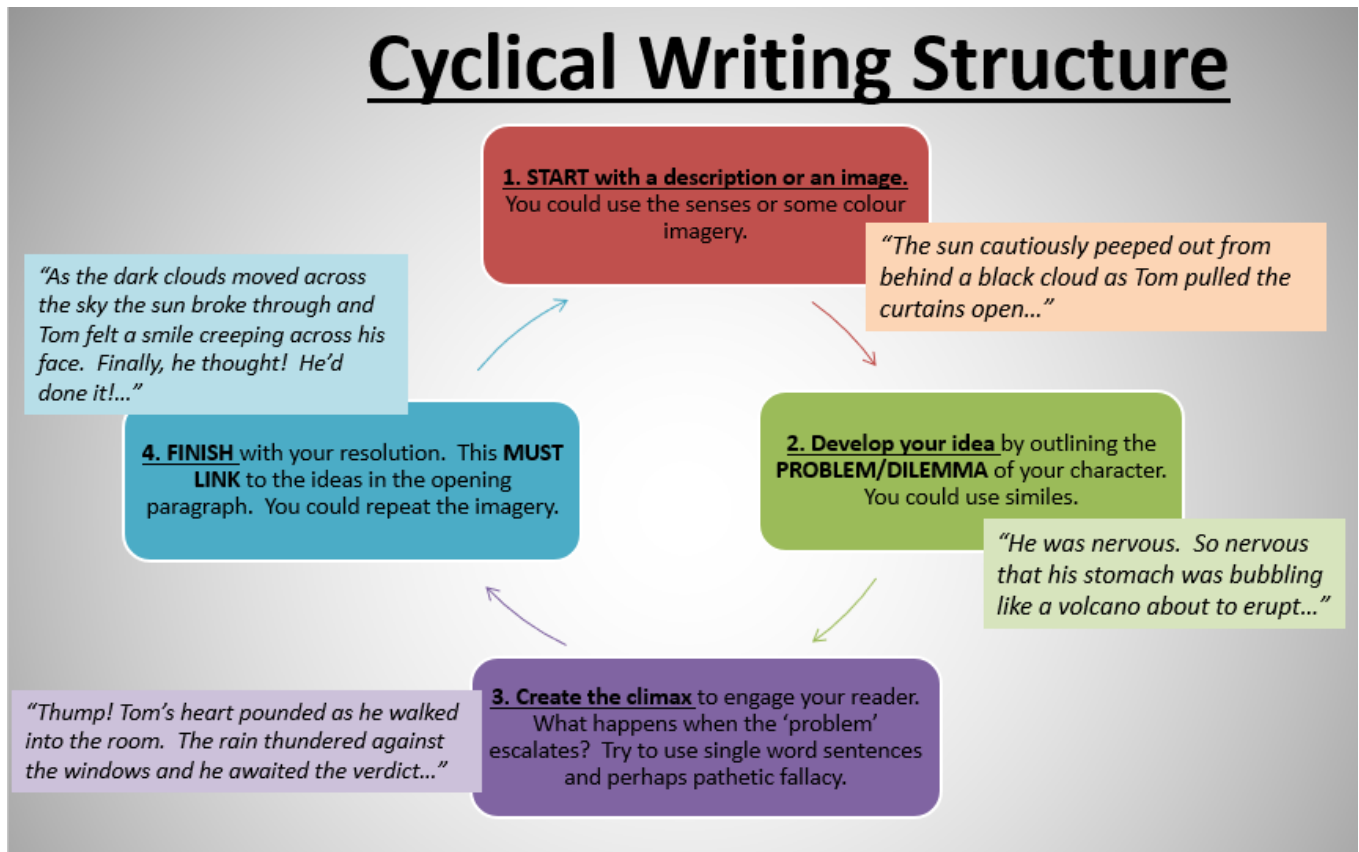 Cyclical Writing Structure
1. START with a description or an image.
You could use the senses or some colour
imagery.
“The sun cautiously peeped out from
behind a black cloud as Tom pulled the
curtains open…”
2. Develop your idea by outlining the
PROBLEM/DILEMMA of your character.
You could use similes.
“He was nervous.  So nervous
that his stomach was bubbling
like a volcano about to erupt…”
3. Create the climax to engage your reader.
What happens when the ‘problem’
escalates?  Try to use single word sentences
and perhaps pathetic fallacy.
“Thump! Tom’s heart pounded as he walked
into the room.  The rain thundered against
the windows and he awaited the verdict…”
4. FINISH with your resolution.  This MUST
LINK to the ideas in the opening
paragraph.  You could repeat the imagery.
“As the dark clouds moved across
the sky the sun broke through and
Tom felt a smile creeping across his
face.  Finally, he thought!  He’d
done it!…”